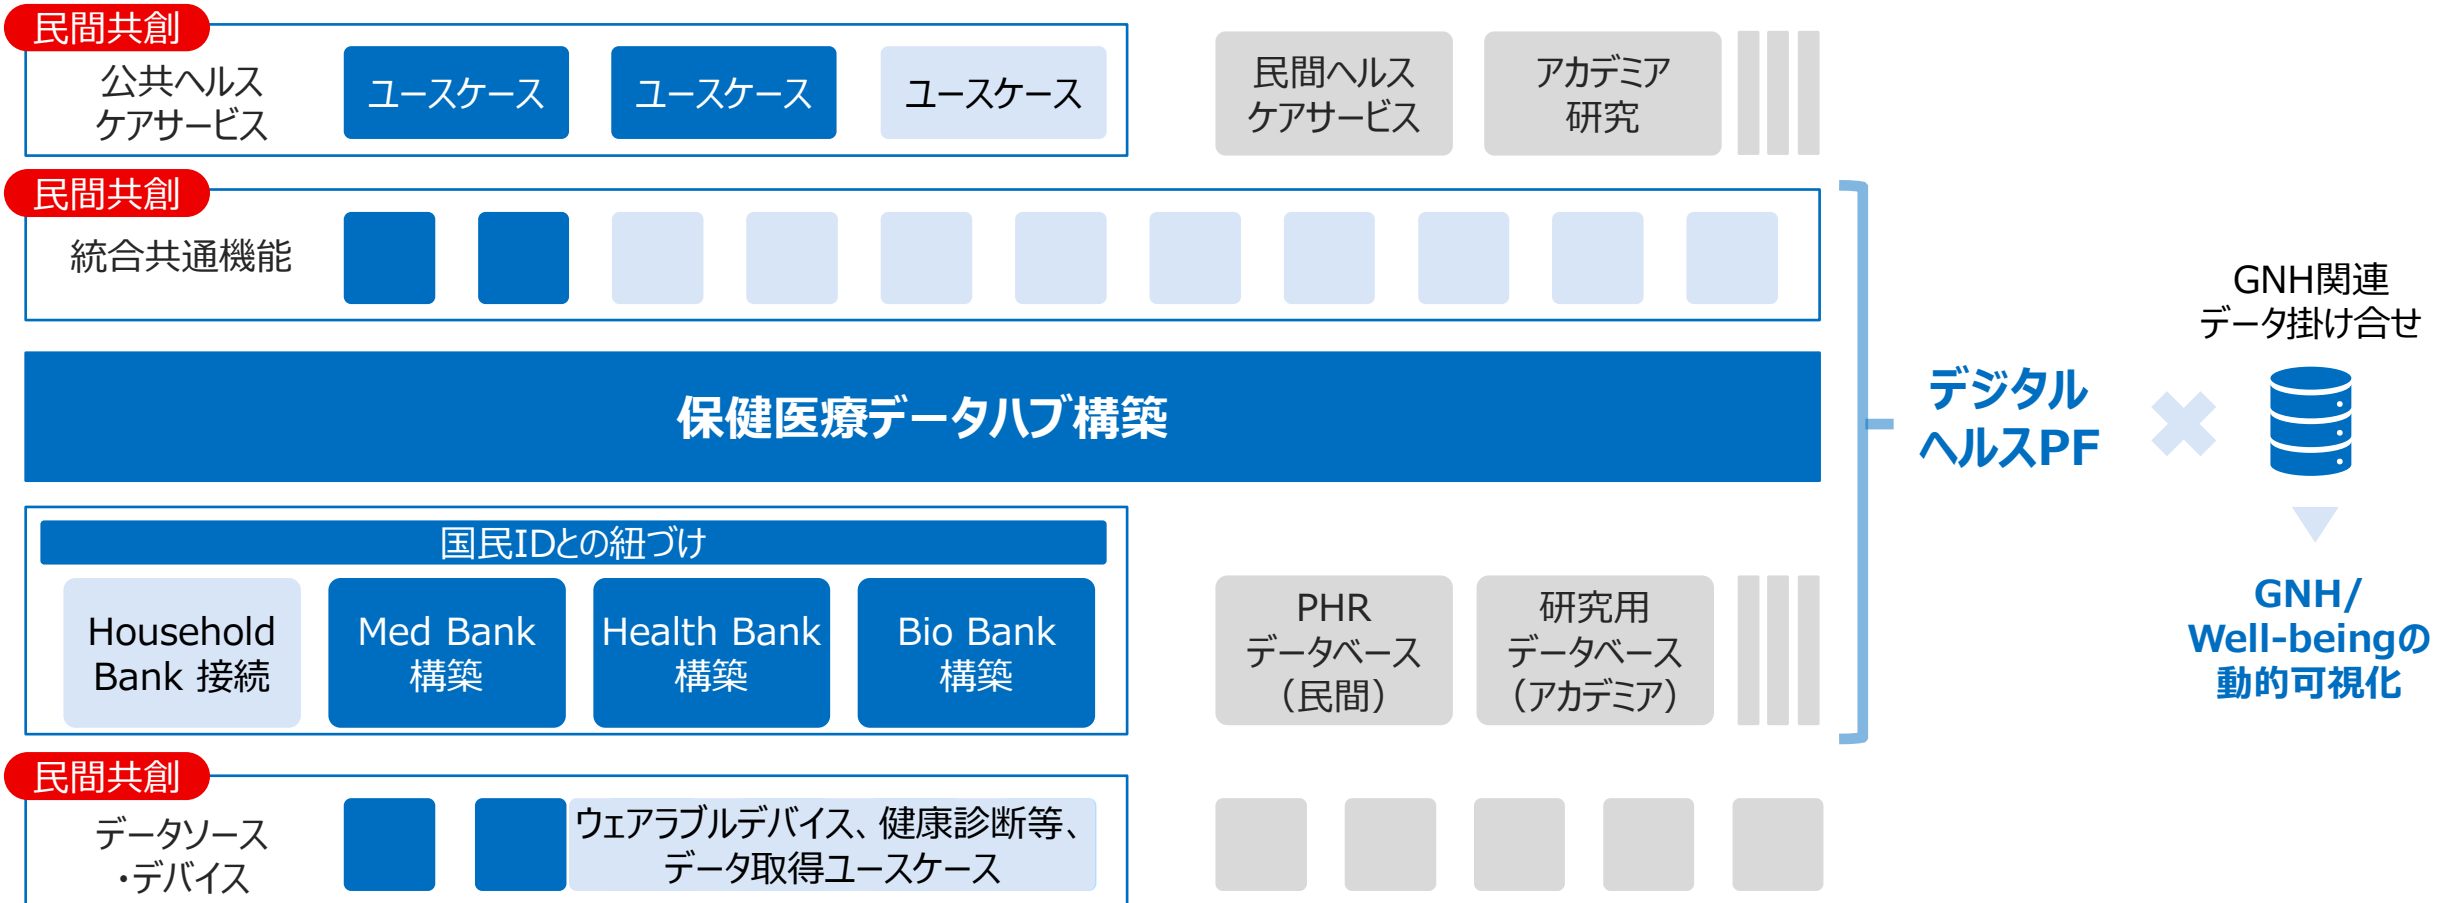 民間共創
公共ヘルス
ケアサービス
ユースケース
ユースケース
ユースケース
民間ヘルス
ケアサービス
アカデミア
研究
民間共創
統合共通機能
保健医療データハブ構築
国民IDとの紐づけ
Household
Bank 接続
Med Bank
構築
Health Bank
構築
Bio Bank
構築
PHR
データベース
（民間）
研究用
データベース
（アカデミア）
民間共創
データソース
・デバイス
ウェアラブルデバイス、健康診断等、
データ取得ユースケース
デジタル
ヘルスPF
GNH関連
データ掛け合せ
GNH/
Well-beingの
動的可視化